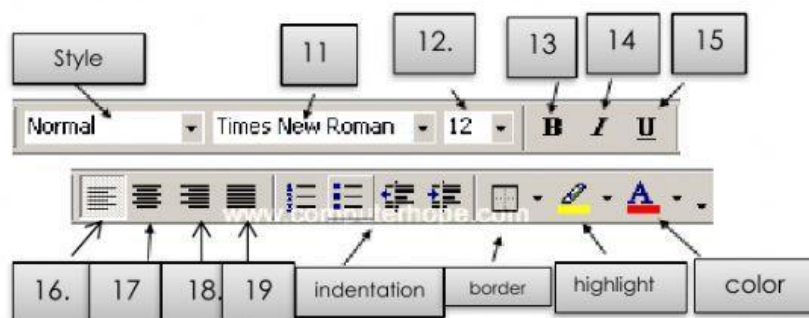 Style 11 12. 13 14 15
Normal Times New Roman 12 B I U
www.computerhope.com
A
16. 17 18. 19 indentation border highlight color